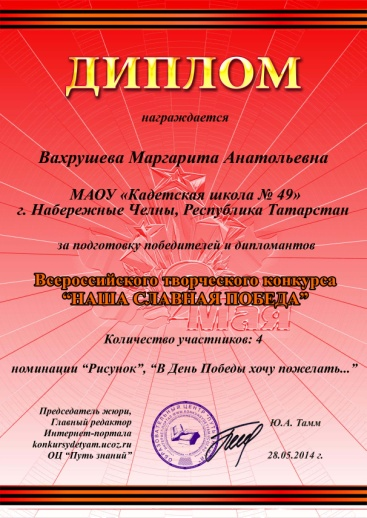 ДИПЛОМ
награждается
Вахрушева Маргарита Анатольевна
МАОУ «Кадетская школа № 49»
г. Набережные Челны, Республика Татарстан
за подготовку победителей и дипломантов
Всероссийского творческого конкурса
“НАША СЛАВНАЯ ПОБЕДА”
Мая
Количество участников: 4
номинации “Рисунок”, “В День Победы хочу пожелать...”
Председатель жюри,
Главный редактор
Интернет-портала
konkursydetyam.ucoz.ru
ОЦ “Путь знаний”
Ю.А. Тамм
28.05.2014 г.